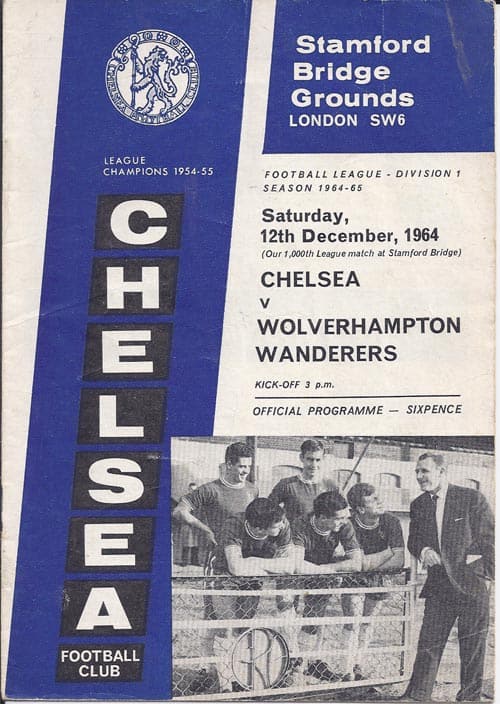 Stamford
Bridge
Grounds
LONDON SW6
LEAGUE
CHAMPIONS 1954-55
FOOTBALL LEAGUE - DIVISION 1
SEASON 1964-65
Saturday,
12th December, 1964
(Our 1,000th League match at Stamford Bridge)
CHELSEA
v
WOLVERHAMPTON
WANDERERS
KICK-OFF 3 p.m.
OFFICIAL PROGRAMME — SIXPENCE
CHELSEA
FOOTBALL
CLUB